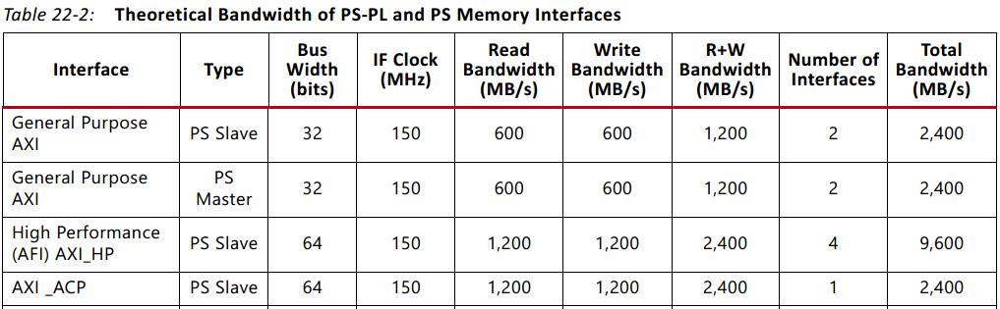 Table 22-2: Theoretical Bandwidth of PS-PL and PS Memory Interfaces
Interface Type Bus Width (bits) IF Clock (MHz) Read Bandwidth (MB/s) Write Bandwidth (MB/s) R+W Bandwidth (MB/s) Number of Interfaces Total Bandwidth (MB/s)
General Purpose AXI PS Slave 32 150 600 600 1,200 2 2,400
General Purpose AXI PS Master 32 150 600 600 1,200 2 2,400
High Performance (AFI) AXI_HP PS Slave 64 150 1,200 1,200 2,400 4 9,600
AXI _ACP PS Slave 64 150 1,200 1,200 2,400 1 2,400